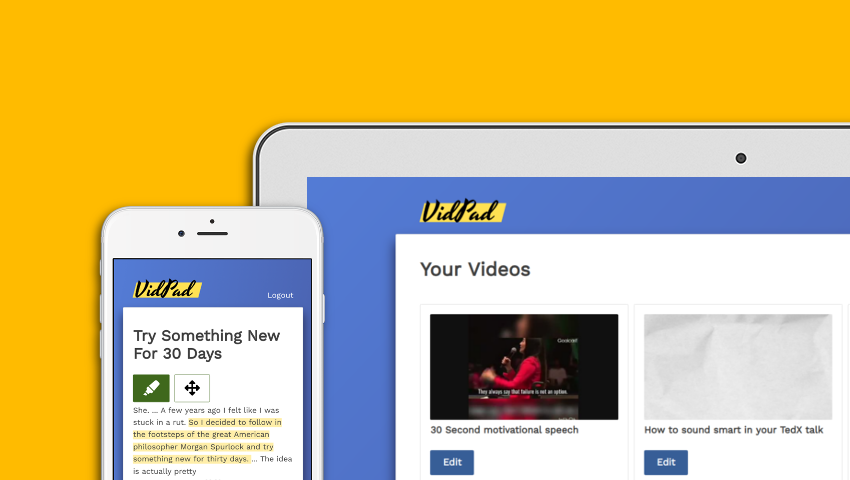 VidPad
Your Videos
Goalcast
They always say that failure is not an option.
30 Second motivational speech
Edit
How to sound smart in your TedX talk
Edit
VidPad
Logout
Try Something New
For 30 Days
She. ... A few years ago I felt like I was
stuck in a rut. So I decided to follow in
the footsteps of the great American
philosopher Morgan Spurlock and try
something new for thirty days. ... The idea
is actually pretty